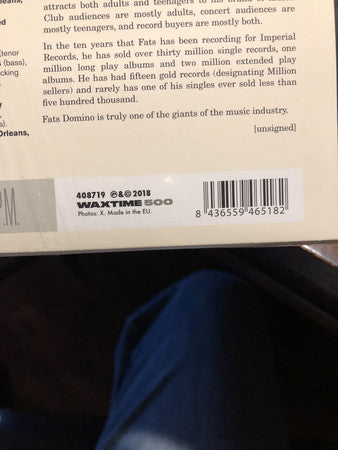 attracts both adults and teenagers to his brand of
Club audiences are mostly adults, concert audiences are
mostly teenagers, and record buyers are mostly both.
In the ten years that Fats has been recording for Imperial
Records, he has sold over thirty million single records, one
million long play albums and two million extended play
albums. He has had fifteen gold records (designating Million
sellers) and rarely has one of his singles ever sold less than
five hundred thousand.
Fats Domino is truly one of the giants of the music industry.
[unsigned]
(tenor
s (bass),
ocking
s).
Orleans,
P.M.
408719 ℗&©2018
WAXTIME 500
Photos: X. Made in the EU.
8 436559 465182